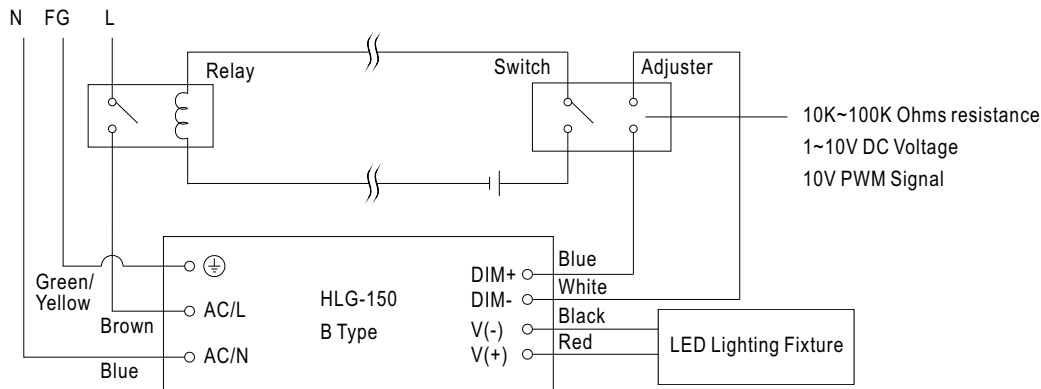 N FG L
Relay
Switch
Adjuster
10K~100K Ohms resistance
1~10V DC Voltage
10V PWM Signal
Green/
Yellow
Brown
Blue
AC/L
AC/N
HLG-150
B Type
DIM+
DIM-
V(-)
V(+)
Blue
White
Black
Red
LED Lighting Fixture